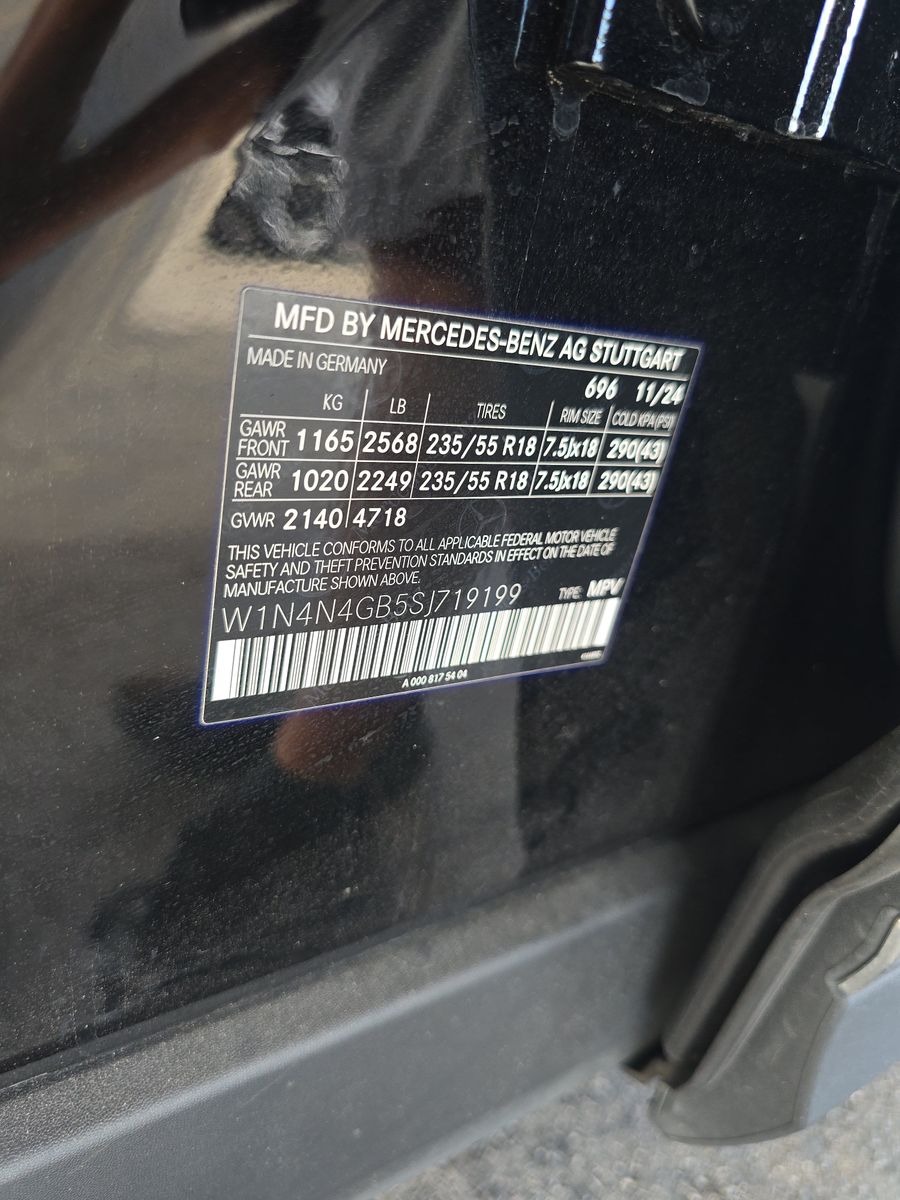 MFD BY MERCEDES-BENZ AG STUTTGART
MADE IN GERMANY
696 11/24
KG LB TIRES RIM SIZE COLD KPA(PSI)
GAWR FRONT 1165 2568 235/55 R18 7.5Jx18 290(43)
GAWR REAR 1020 2249 235/55 R18 7.5Jx18 290(43)
GVWR 2140 4718
THIS VEHICLE CONFORMS TO ALL APPLICABLE FEDERAL MOTOR VEHICLE
SAFETY AND THEFT PREVENTION STANDARDS IN EFFECT ON THE DATE OF
MANUFACTURE SHOWN ABOVE.
W1N4N4GB5SJ719199 TYPE: MPV
A 000 817 54 04